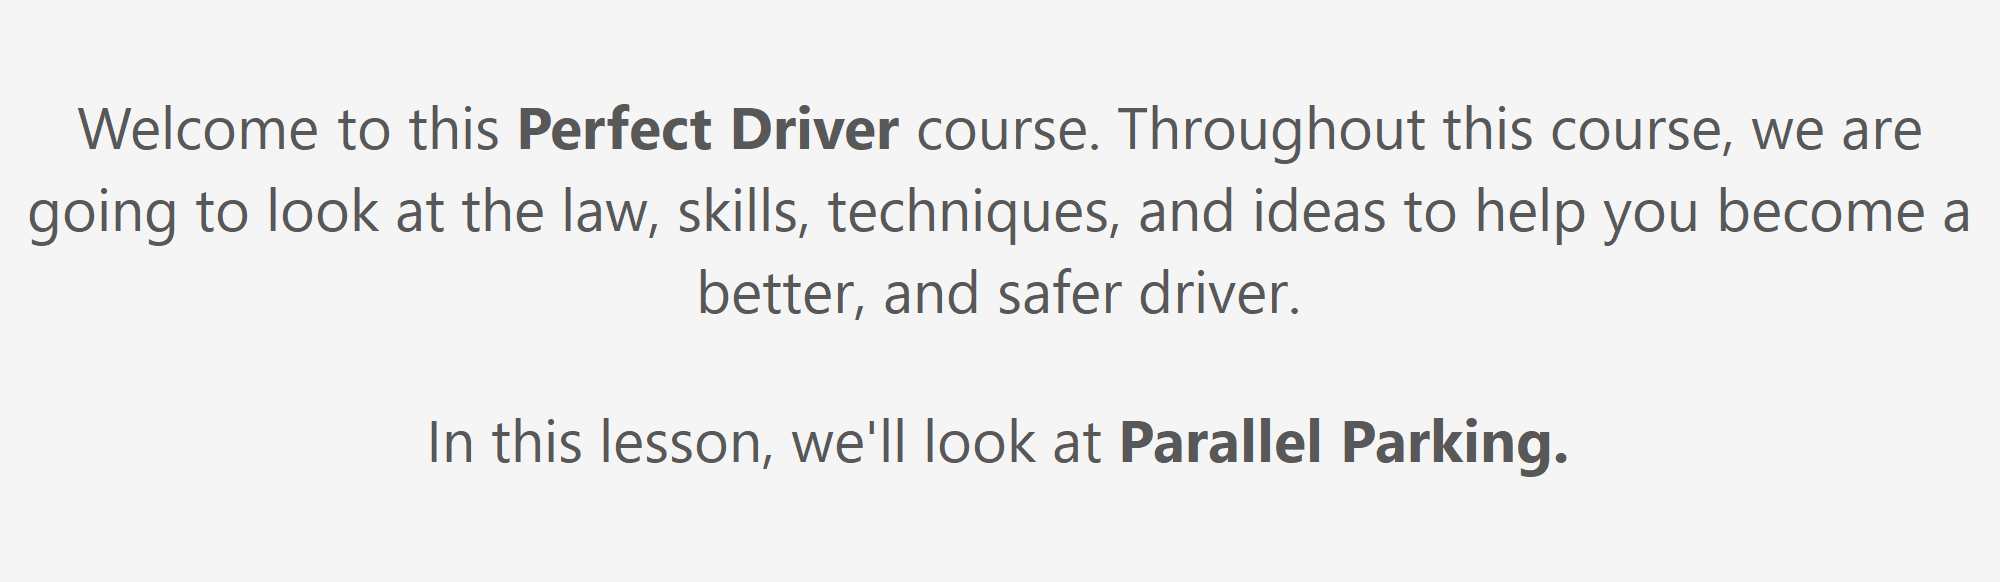 Welcome to this Perfect Driver course. Throughout this course, we are
going to look at the law, skills, techniques, and ideas to help you become a
better, and safer driver.
In this lesson, we'll look at Parallel Parking.